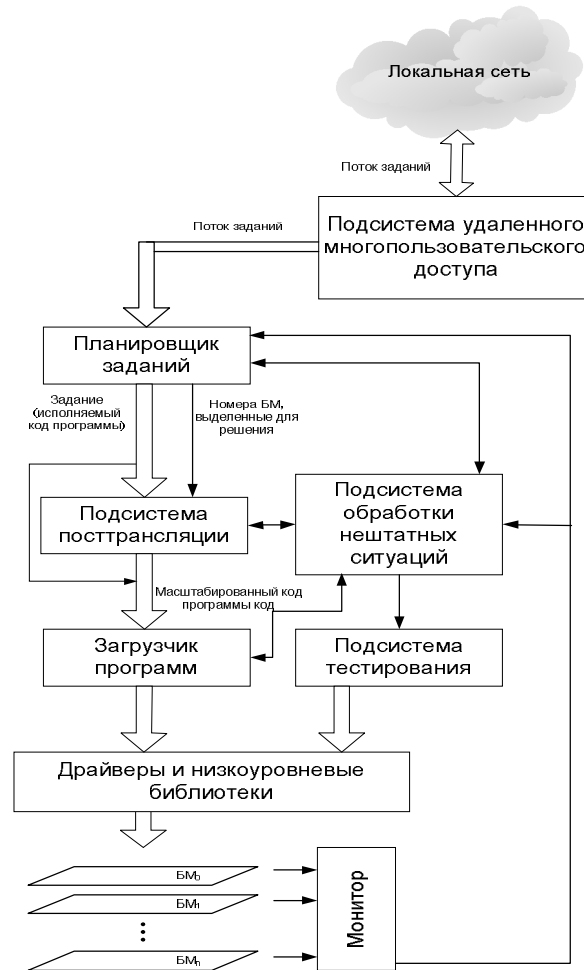 Локальная сеть
Поток заданий
Подсистема удаленного
многопользовательского
доступа
Поток заданий
Планировщик
заданий
Задание
(исполняемый
код программы)
Номера БМ,
выделенные для
решения
Подсистема
посттрансляции
Подсистема
обработки
нештатных
ситуаций
Масштабированный код
программы код
Загрузчик
программ
Подсистема
тестирования
Драйверы и низкоуровневые
библиотеки
БМ0
БМ1
...
БМn
Монитор